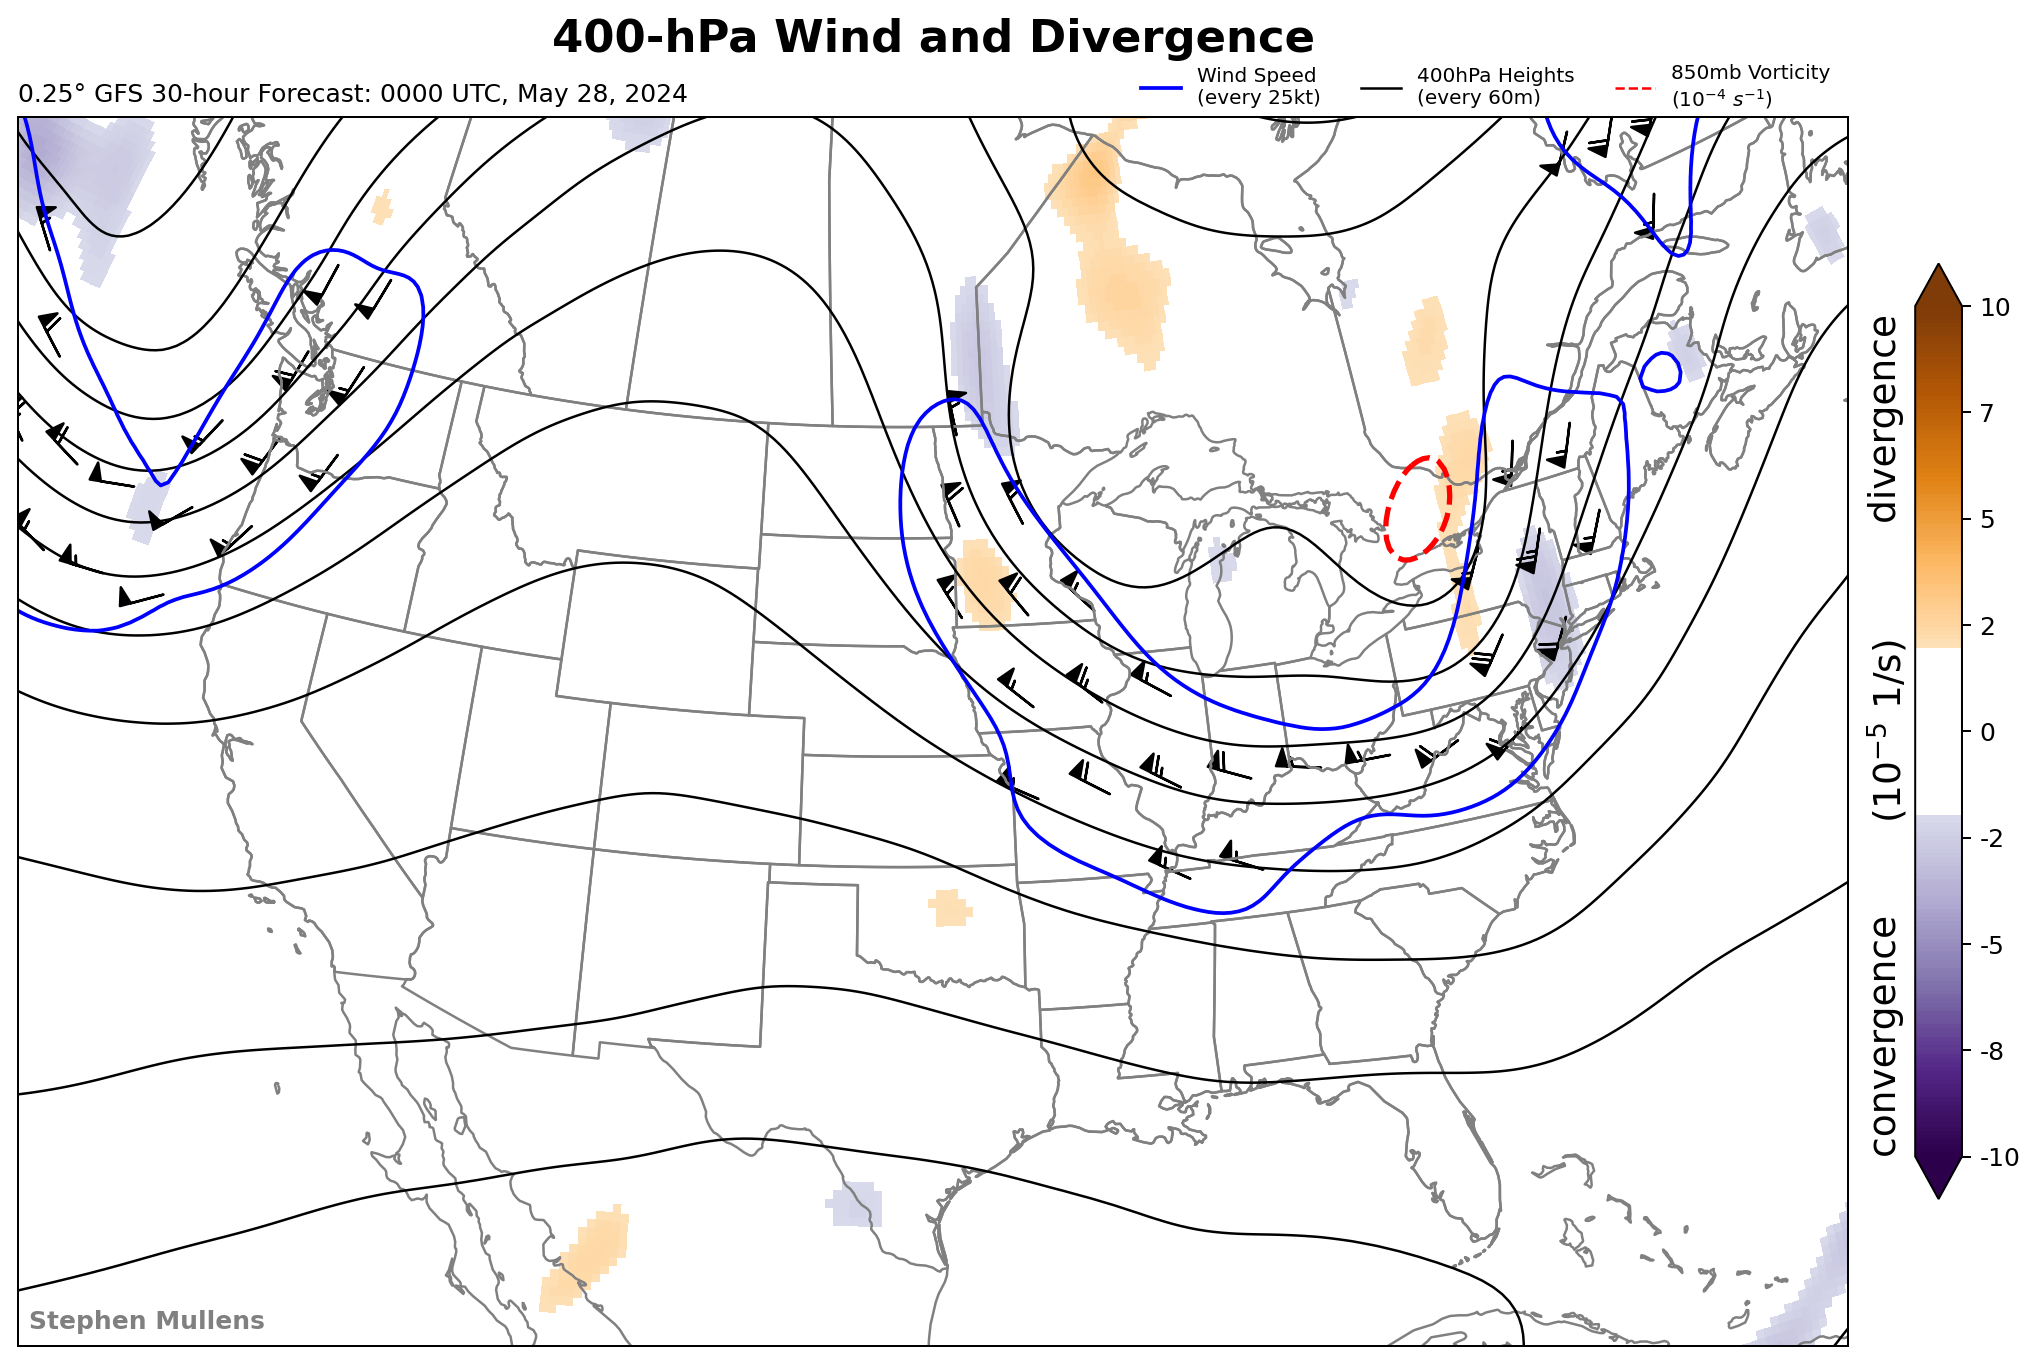 400-hPa Wind and Divergence
0.25° GFS 30-hour Forecast: 0000 UTC, May 28, 2024
Wind Speed
(every 25kt)
400hPa Heights
(every 60m)
850mb Vorticity
(10⁻⁴ s⁻¹)
10
7
5
2
0
-2
-5
-8
-10
convergence (10⁻⁵ 1/s) divergence
Stephen Mullens